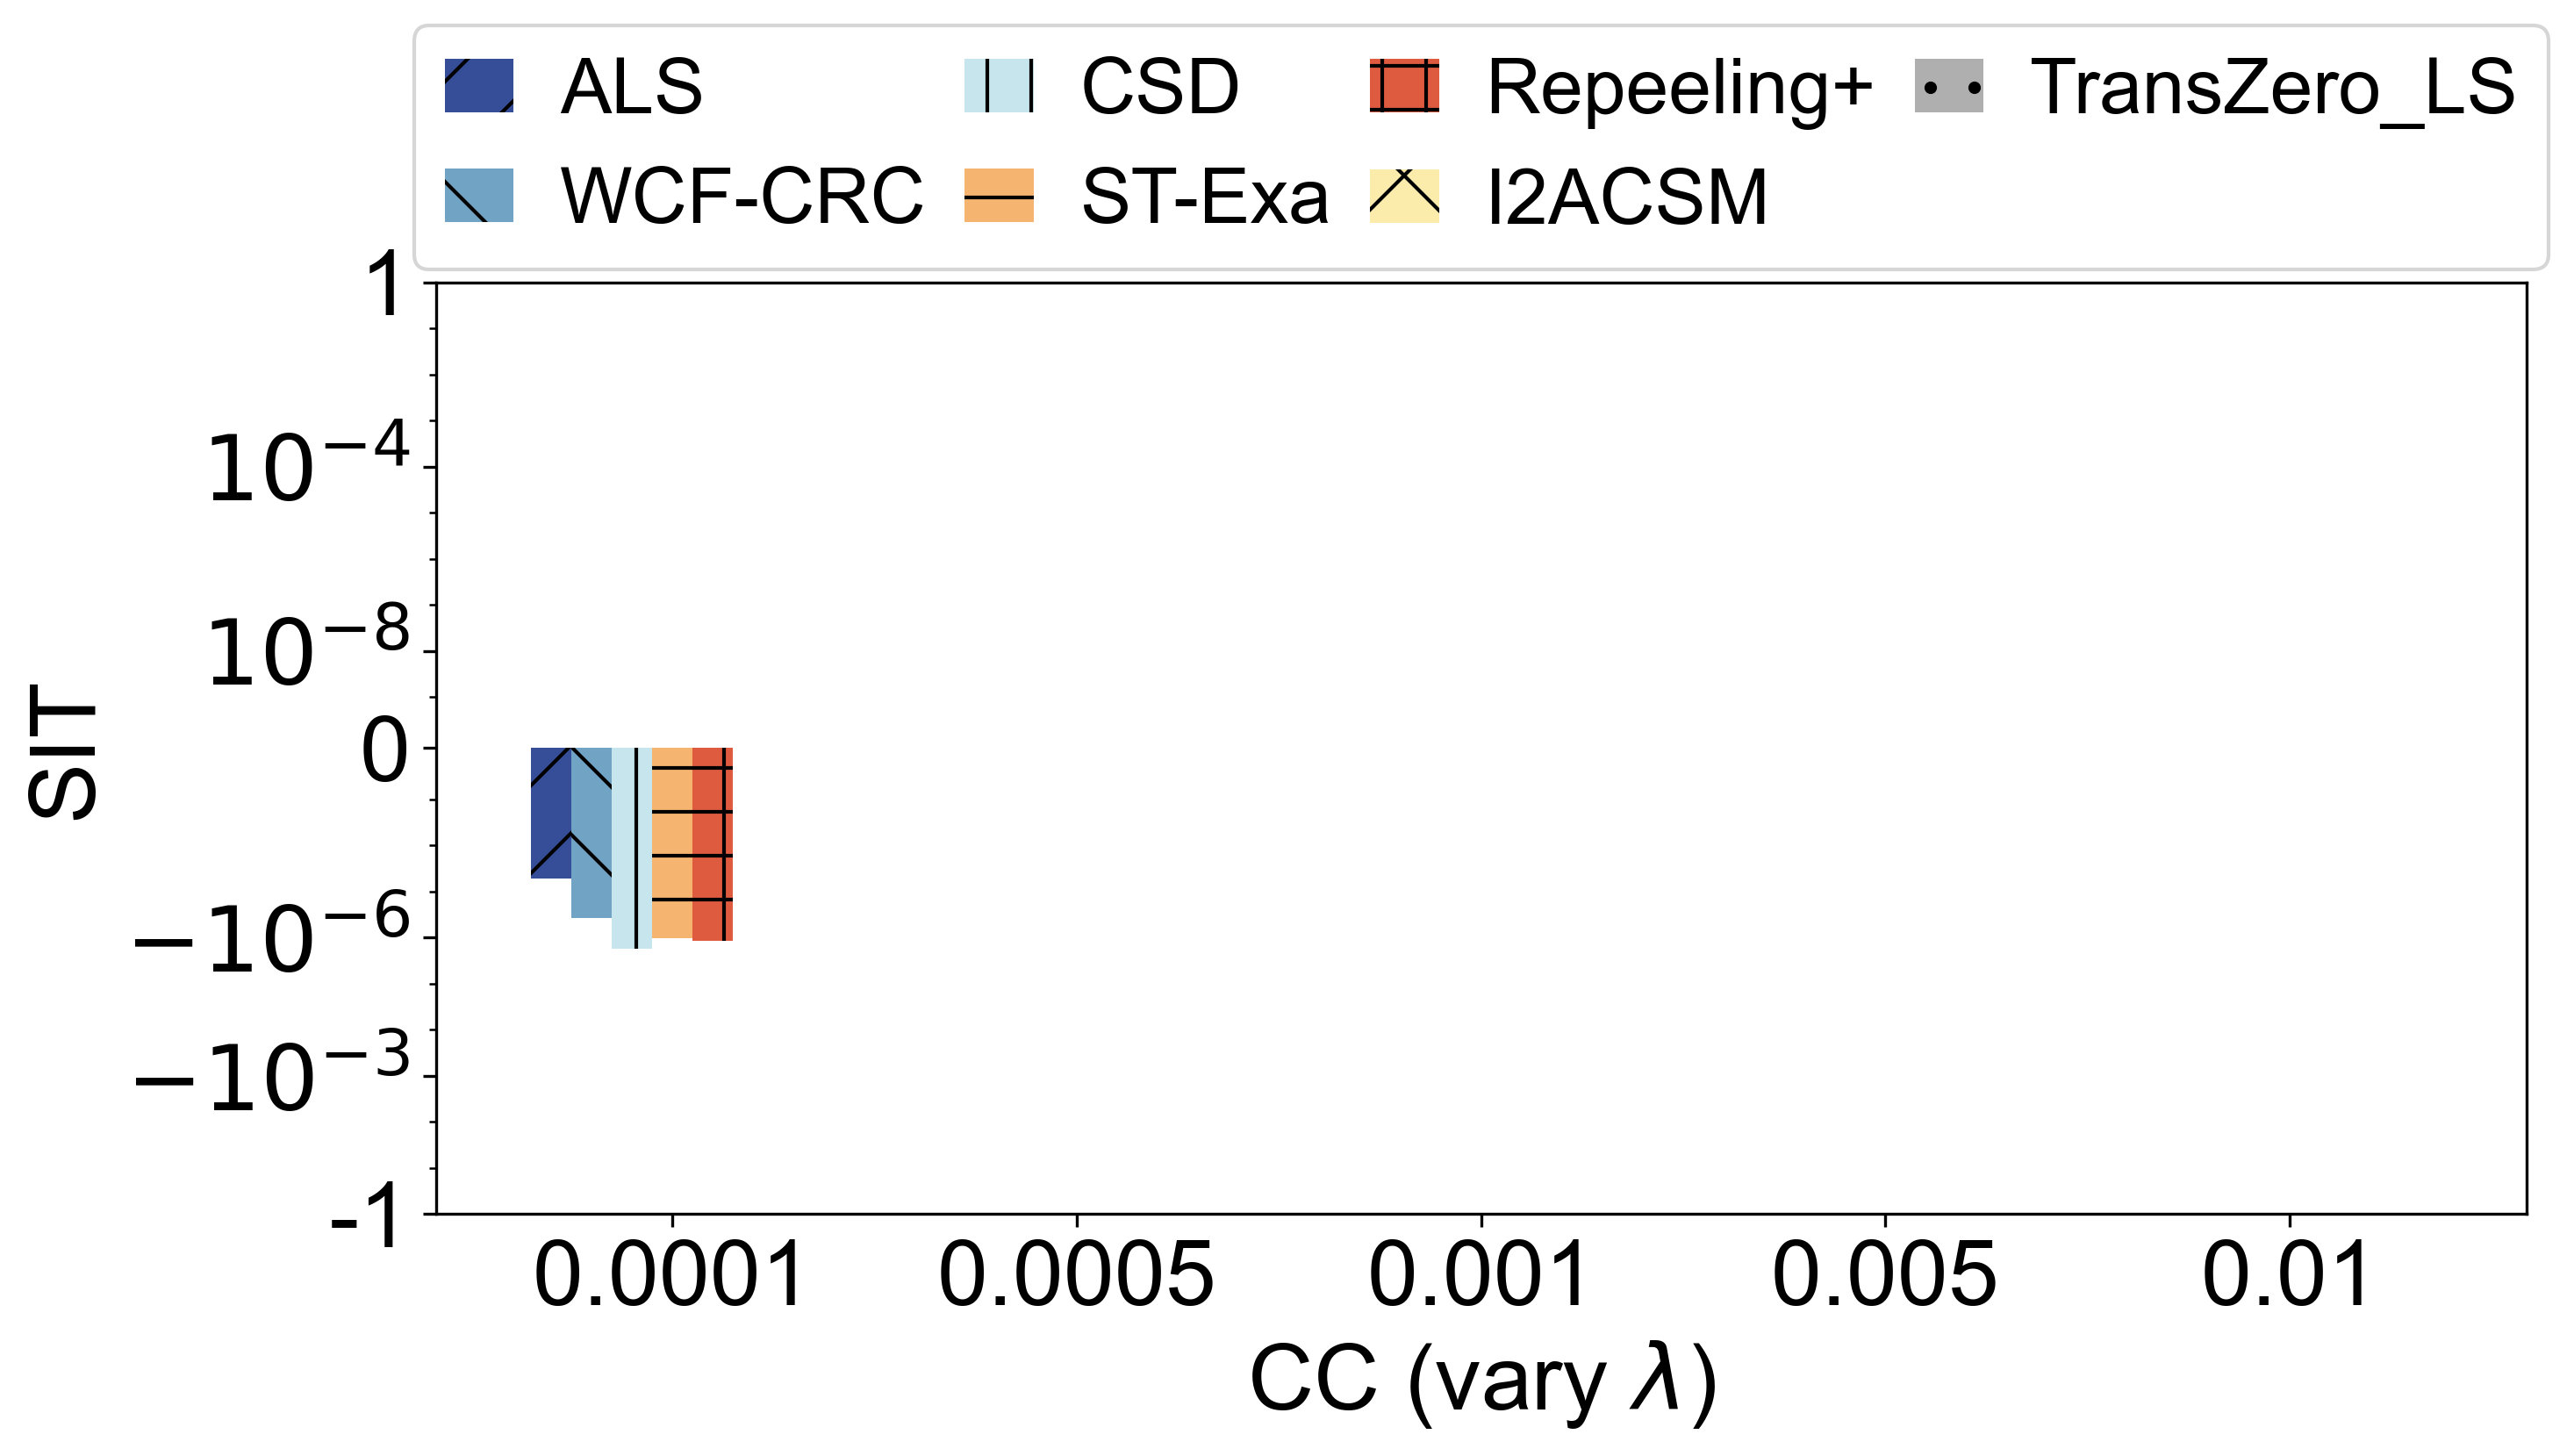 ALS CSD Repeeling+ TransZero_LS
WCF-CRC ST-Exa I2ACSM
1
10⁻⁴
10⁻⁸
0
−10⁻⁶
−10⁻³
-1
SIT
0.0001 0.0005 0.001 0.005 0.01
CC (vary λ)